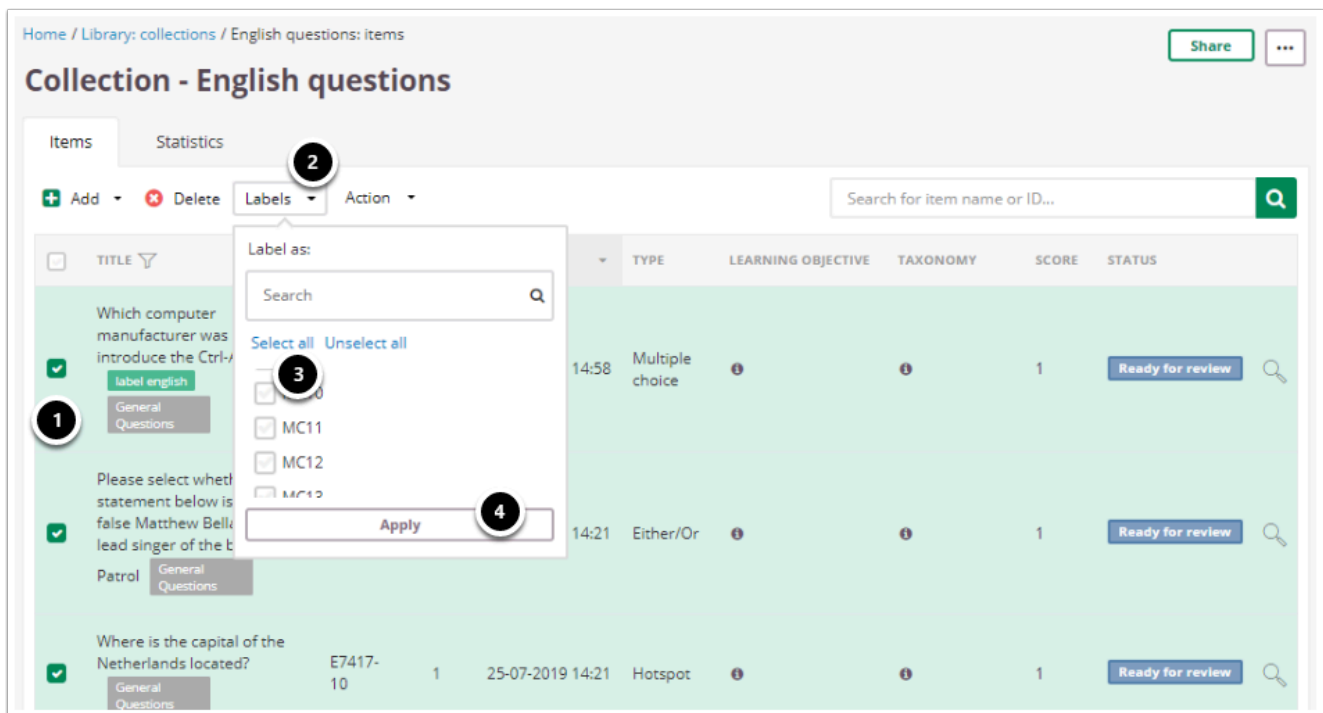 Home / Library: collections / English questions: items
Share
...
Collection - English questions
Items
Statistics
2
Add
Delete
Labels
Action
Search for item name or ID...
Label as:
Search
Select all Unselect all
3
MC11
MC12
MC13
Apply
4
TITLE
TYPE
LEARNING OBJECTIVE
TAXONOMY
SCORE
STATUS
1
Which computer
manufacturer was
introduce the
label english
General
Questions
14:58
Multiple
choice
1
Ready for review
Please select
statement below is
false Matthew
lead singer of the
Patrol
General
Questions
14:21
Either/Or
1
Ready for review
Where is the capital of the
Netherlands located?
General
Questions
E7417-
10
1
25-07-2019 14:21
Hotspot
1
Ready for review